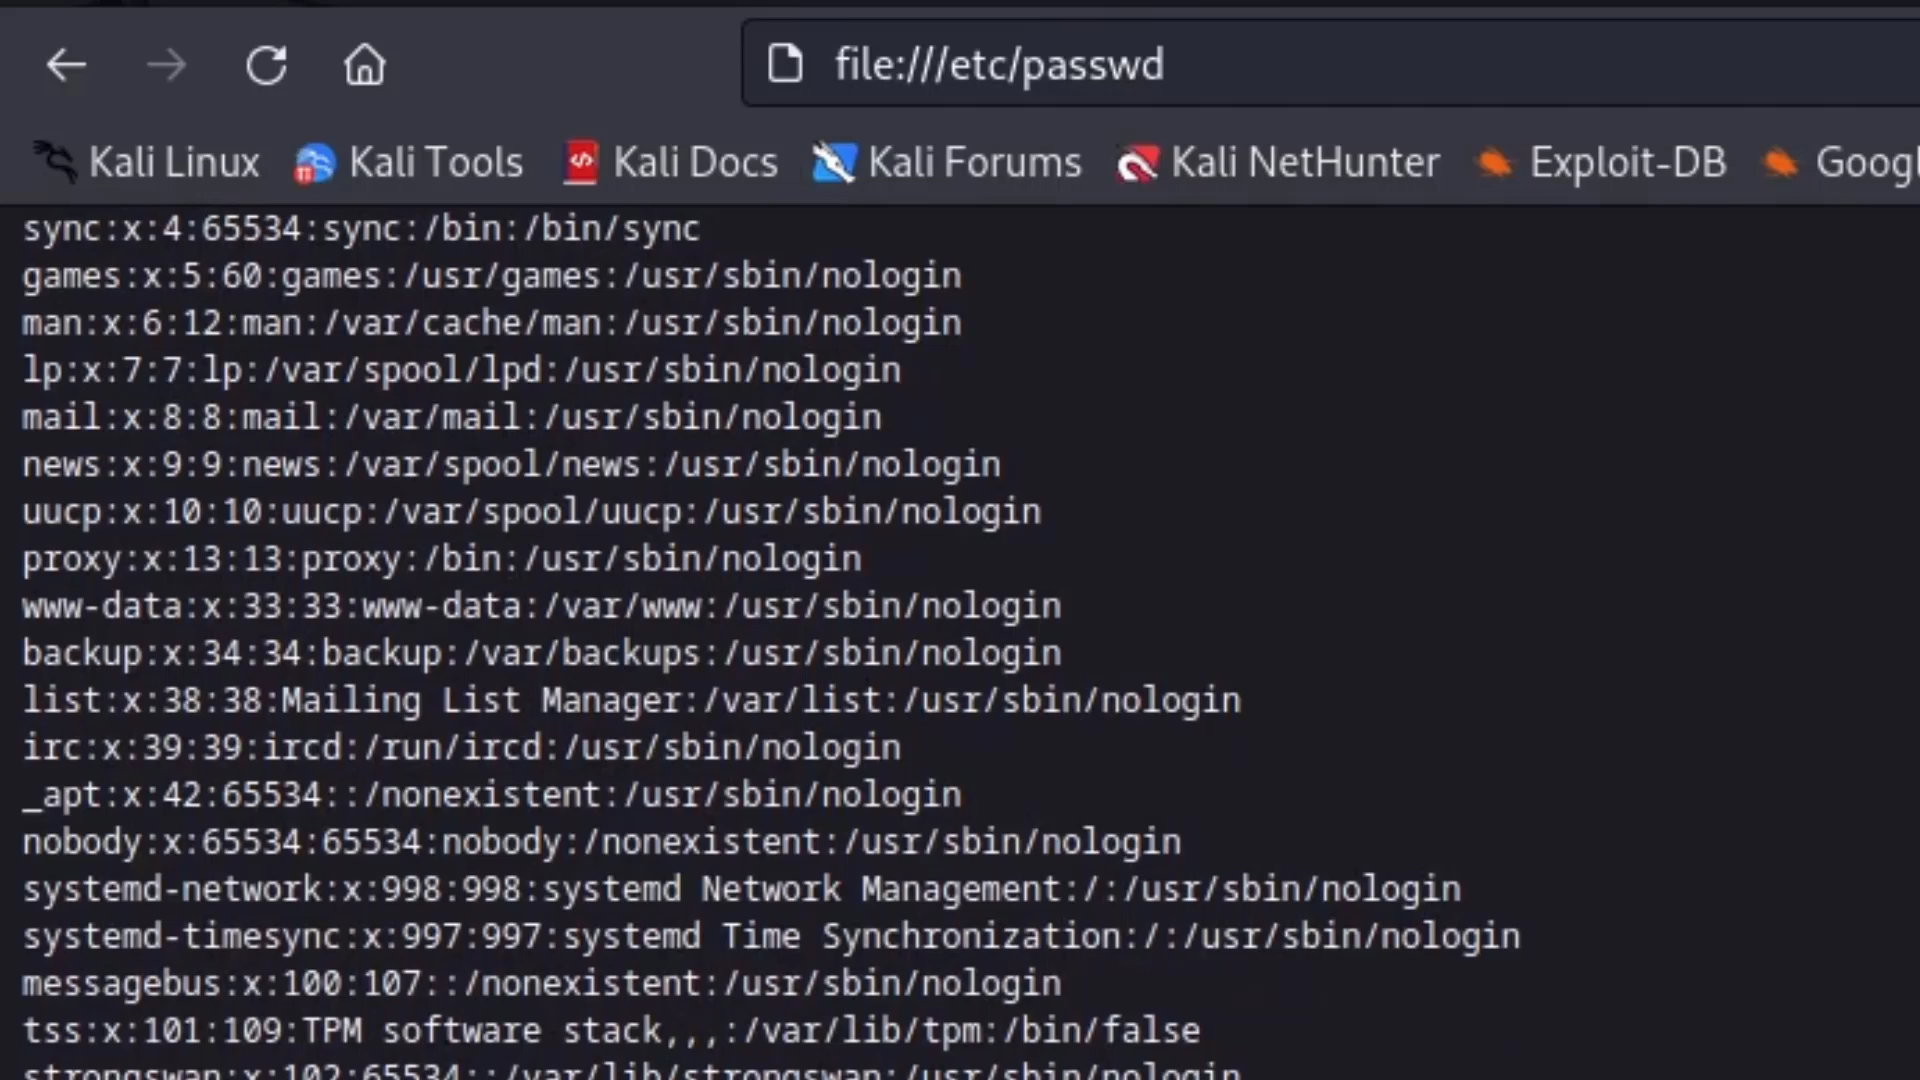 file:///etc/passwd
Kali Linux Kali Tools Kali Docs Kali Forums Kali NetHunter Exploit-DB Googl
sync:x:4:65534:sync:/bin:/bin/sync
games:x:5:60:games:/usr/games:/usr/sbin/nologin
man:x:6:12:man:/var/cache/man:/usr/sbin/nologin
lp:x:7:7:lp:/var/spool/lpd:/usr/sbin/nologin
mail:x:8:8:mail:/var/mail:/usr/sbin/nologin
news:x:9:9:news:/var/spool/news:/usr/sbin/nologin
uucp:x:10:10:uucp:/var/spool/uucp:/usr/sbin/nologin
proxy:x:13:13:proxy:/bin:/usr/sbin/nologin
www-data:x:33:33:www-data:/var/www:/usr/sbin/nologin
backup:x:34:34:backup:/var/backups:/usr/sbin/nologin
list:x:38:38:Mailing List Manager:/var/list:/usr/sbin/nologin
irc:x:39:39:ircd:/run/ircd:/usr/sbin/nologin
_apt:x:42:65534::/nonexistent:/usr/sbin/nologin
nobody:x:65534:65534:nobody:/nonexistent:/usr/sbin/nologin
systemd-network:x:998:998:systemd Network Management:/:/usr/sbin/nologin
systemd-timesync:x:997:997:systemd Time Synchronization:/:/usr/sbin/nologin
messagebus:x:100:107::/nonexistent:/usr/sbin/nologin
tss:x:101:109:TPM software stack,,,:/var/lib/tpm:/bin/false
strongswan:x:102:65534::/var/lib/strongswan:/usr/sbin/nologin